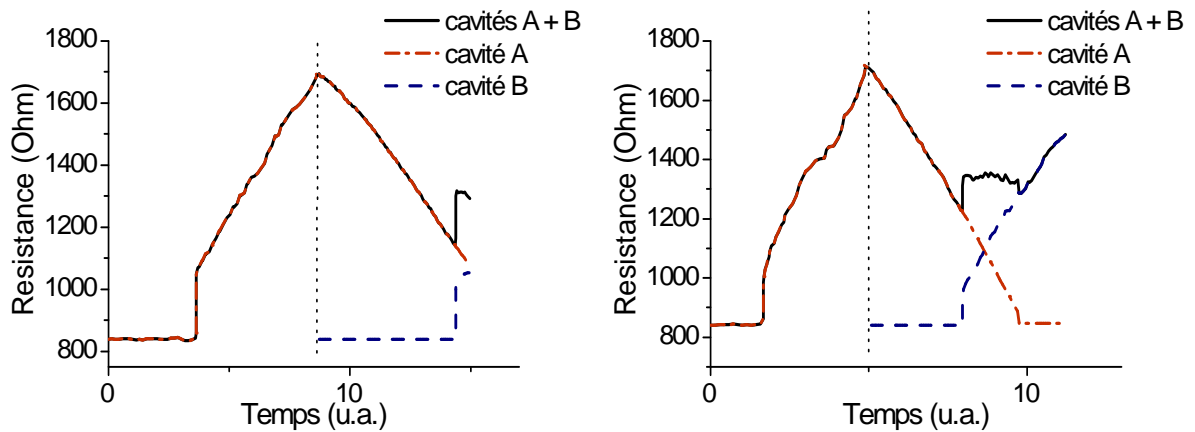 cavités A + B
cavité A
cavité B
1800
1600
1400
1200
1000
800
Resistance (Ohm)
0
10
Temps (u.a.)
cavités A + B
cavité A
cavité B
1800
1600
1400
1200
1000
800
Resistance (Ohm)
0
10
Temps (u.a.)